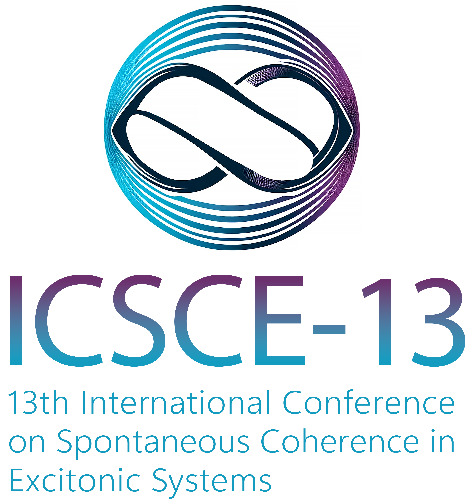 ICSCE-13
13th International Conference
on Spontaneous Coherence in
Excitonic Systems